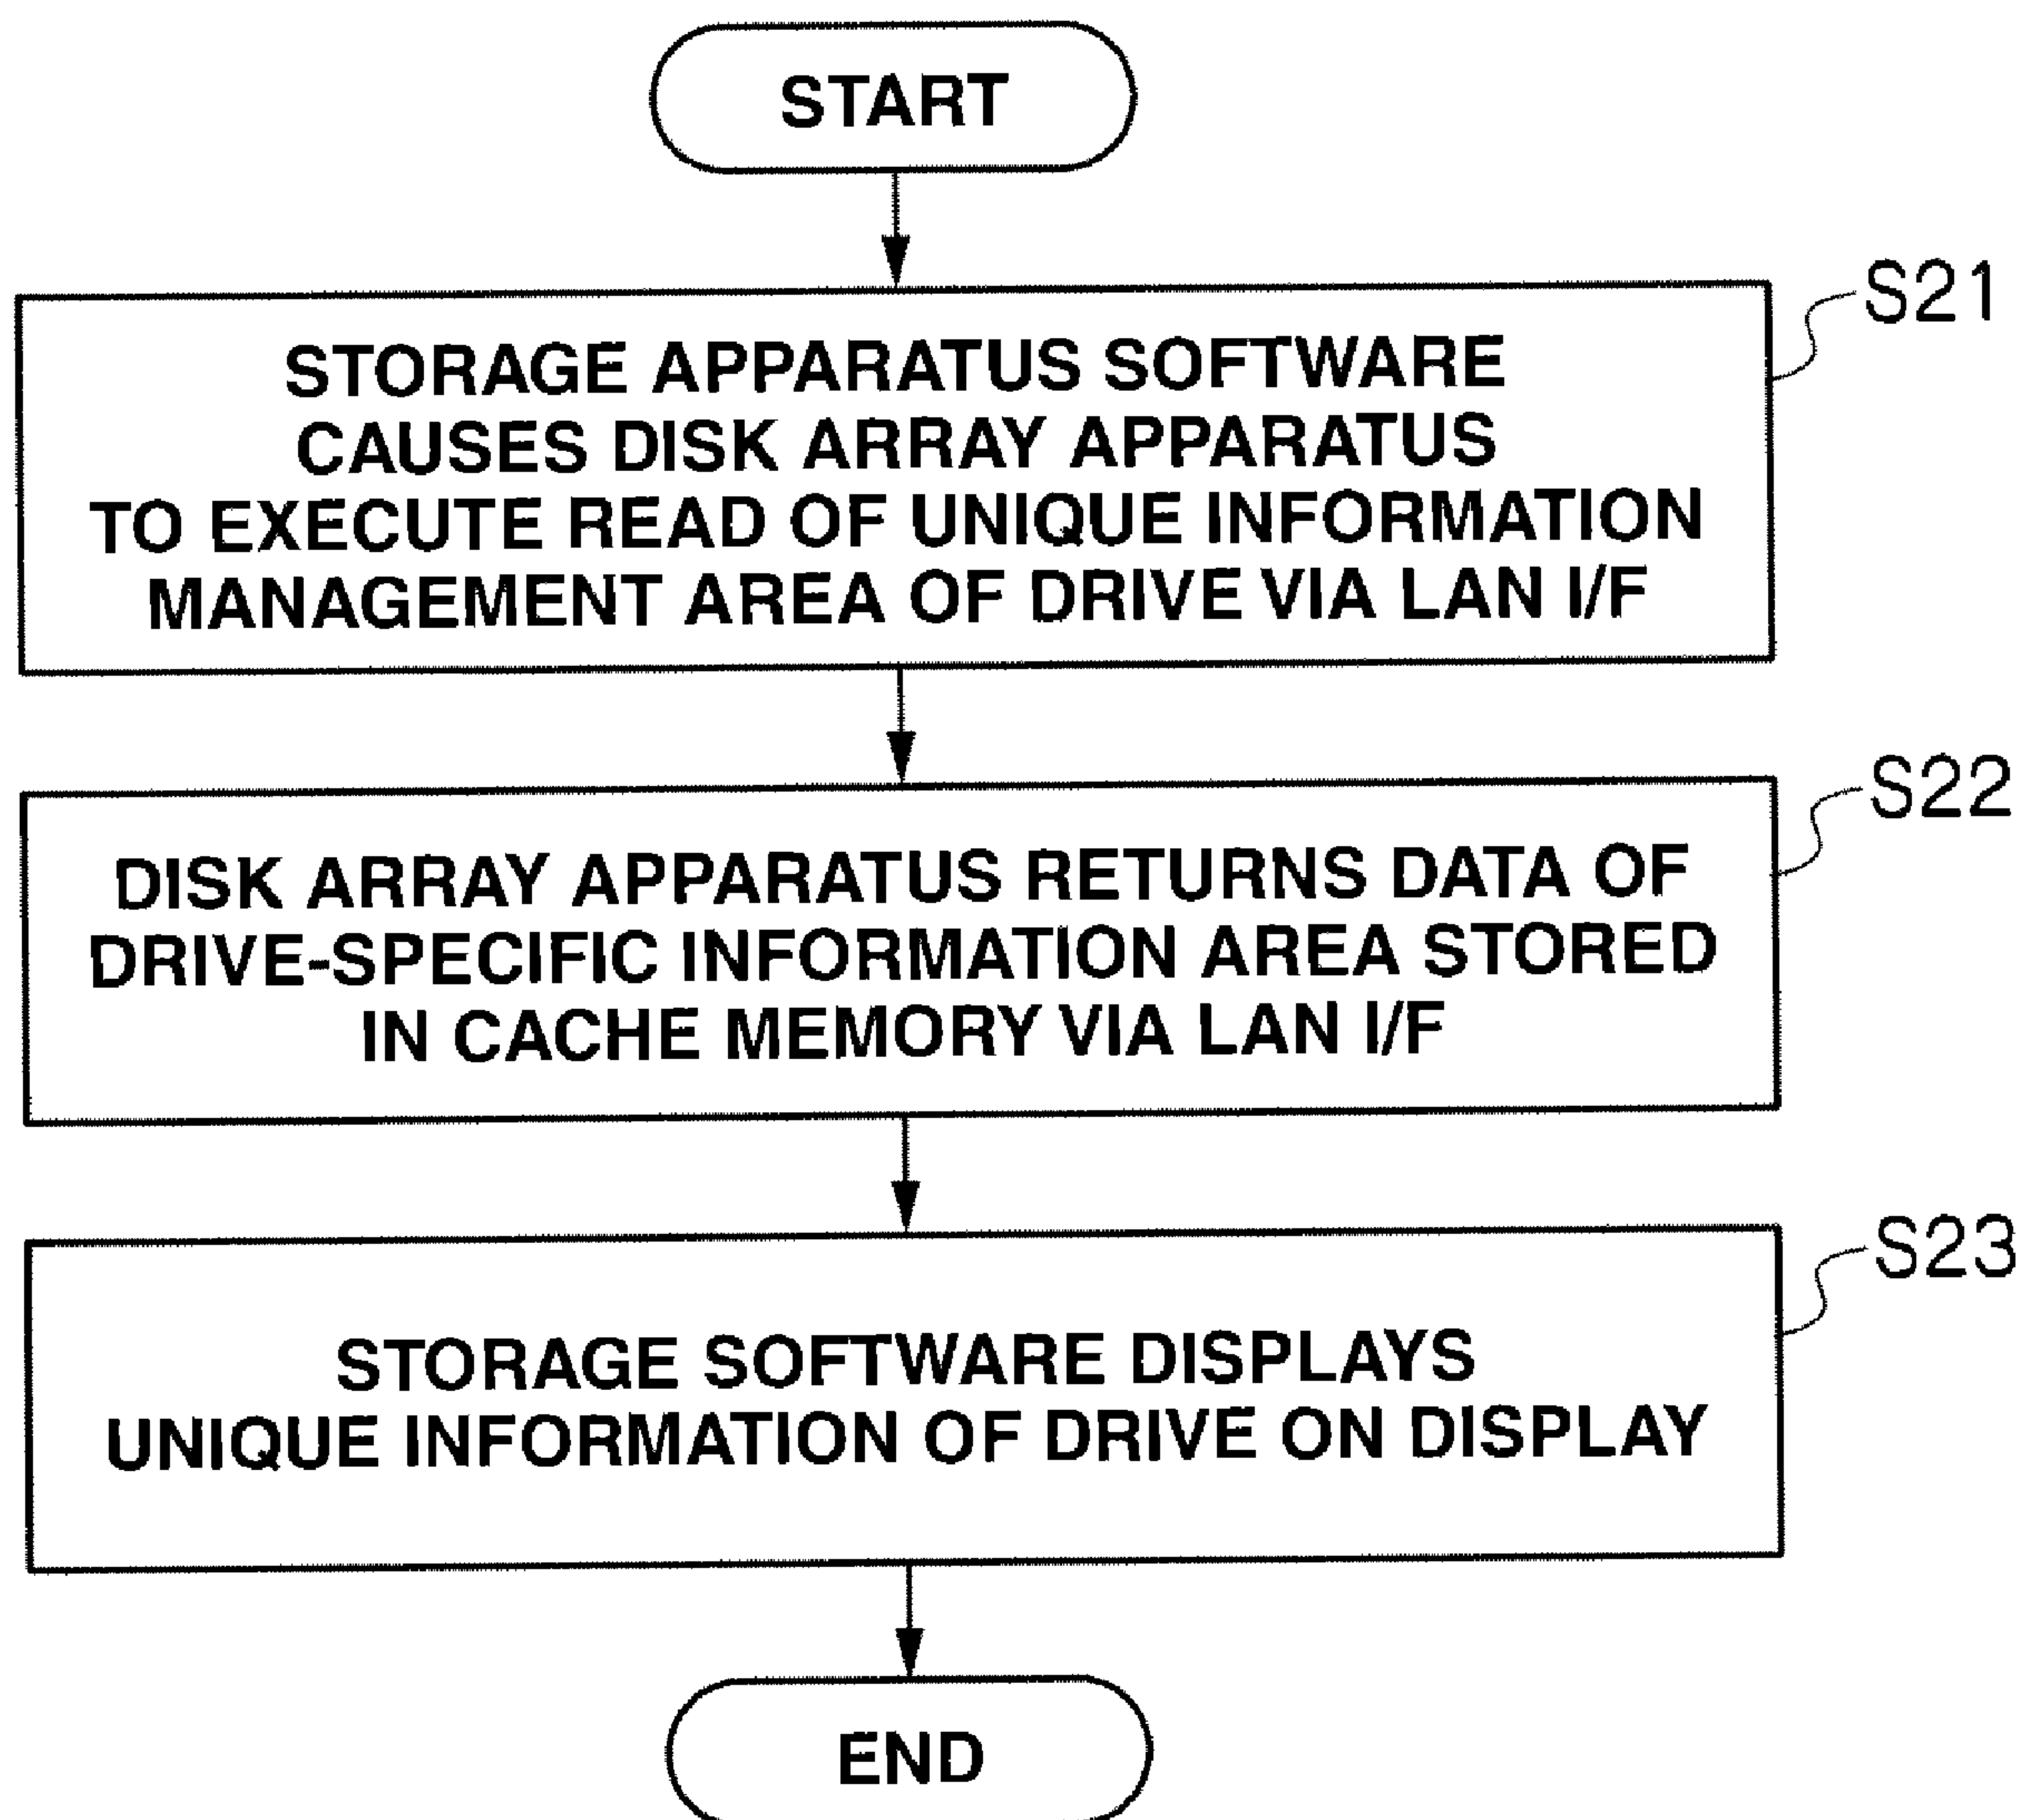 START
S21
STORAGE APPARATUS SOFTWARE
CAUSES DISK ARRAY APPARATUS
TO EXECUTE READ OF UNIQUE INFORMATION
MANAGEMENT AREA OF DRIVE VIA LAN I/F
S22
DISK ARRAY APPARATUS RETURNS DATA OF
DRIVE-SPECIFIC INFORMATION AREA STORED
IN CACHE MEMORY VIA LAN I/F
S23
STORAGE SOFTWARE DISPLAYS
UNIQUE INFORMATION OF DRIVE ON DISPLAY
END